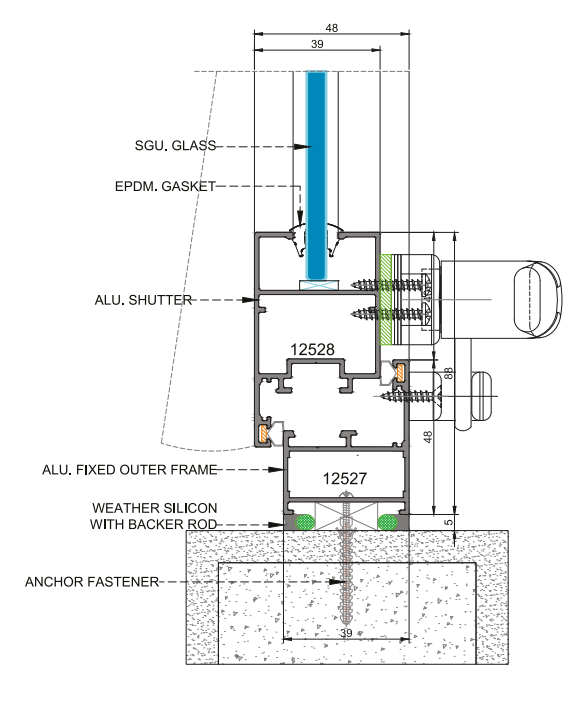 48
39
SGU. GLASS
EPDM. GASKET
ALU. SHUTTER
49
12528
88
48
ALU. FIXED OUTER FRAME
12527
WEATHER SILICON
WITH BACKER ROD
5
ANCHOR FASTENER
39